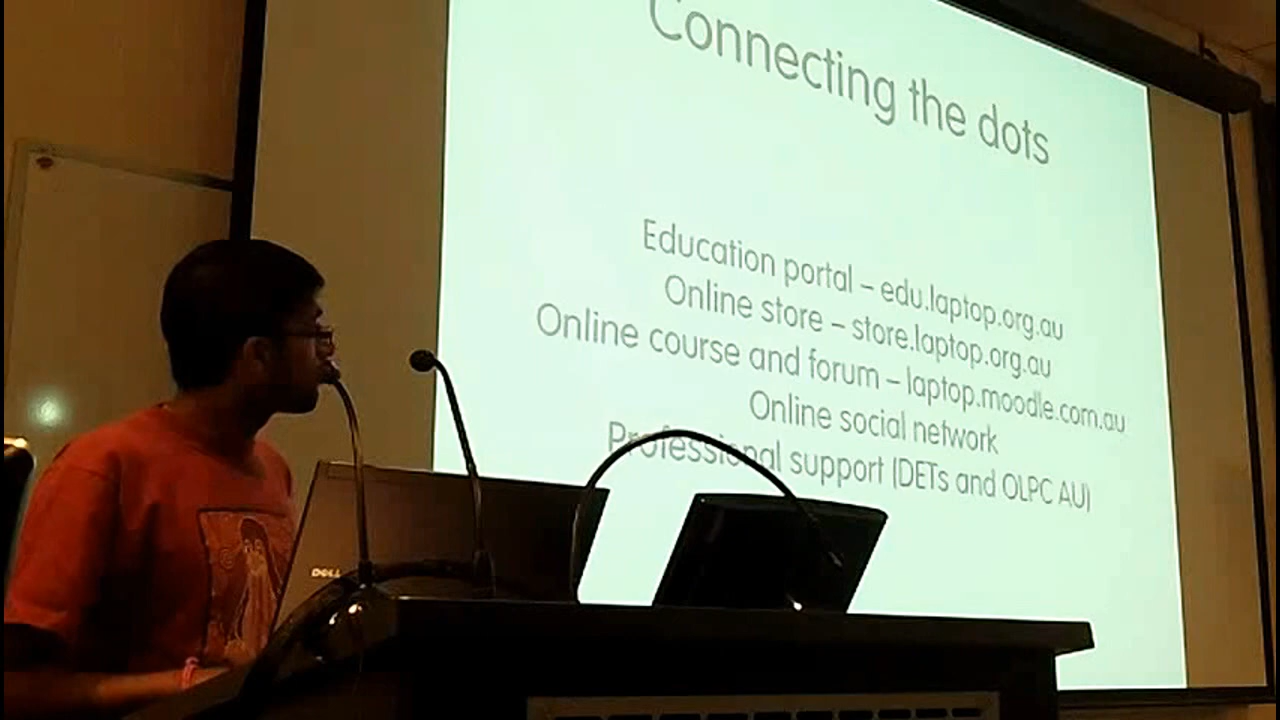 Connecting the dots
Education portal – edu.laptop.org.au
Online store – store.laptop.org.au
Online course and forum – laptop.moodle.com.au
Online social network
Professional support (DETs and OLPC AU)
DELL